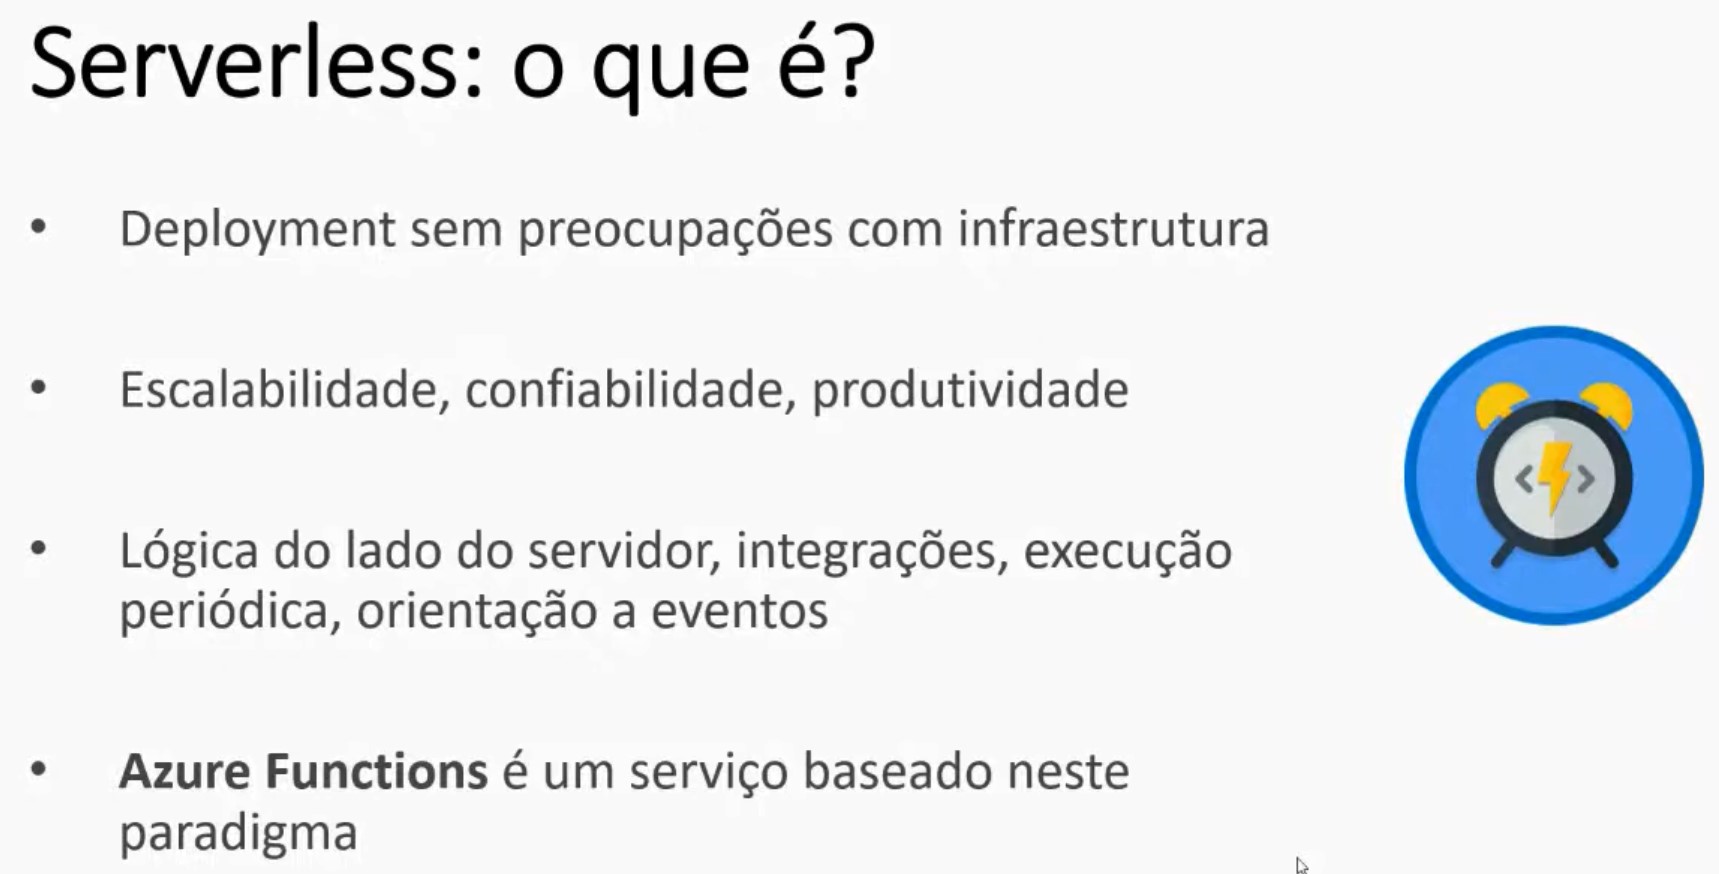 Serverless: o que é?
• Deployment sem preocupações com infraestrutura
• Escalabilidade, confiabilidade, produtividade
• Lógica do lado do servidor, integrações, execução
periódica, orientação a eventos
• Azure Functions é um serviço baseado neste
paradigma